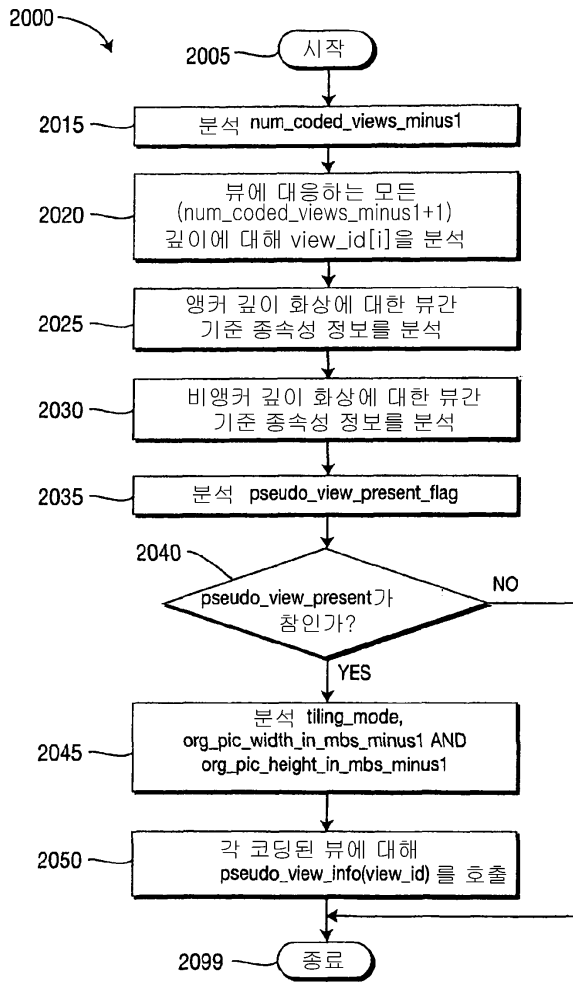 2000
2005
시작
2015
분석 num_coded_views_minus1
2020
뷰에 대응하는 모든
(num_coded_views_minus1+1)
깊이에 대해 view_id[i]을 분석
2025
앵커 깊이 화상에 대한 뷰간
기준 종속성 정보를 분석
2030
비앵커 깊이 화상에 대한 뷰간
기준 종속성 정보를 분석
2035
분석 pseudo_view_present_flag
2040
pseudo_view_present가
참인가?
NO
YES
2045
분석 tiling_mode,
org_pic_width_in_mbs_minus1 AND
org_pic_height_in_mbs_minus1
2050
각 코딩된 뷰에 대해
pseudo_view_info(view_id) 를 호출
2099
종료